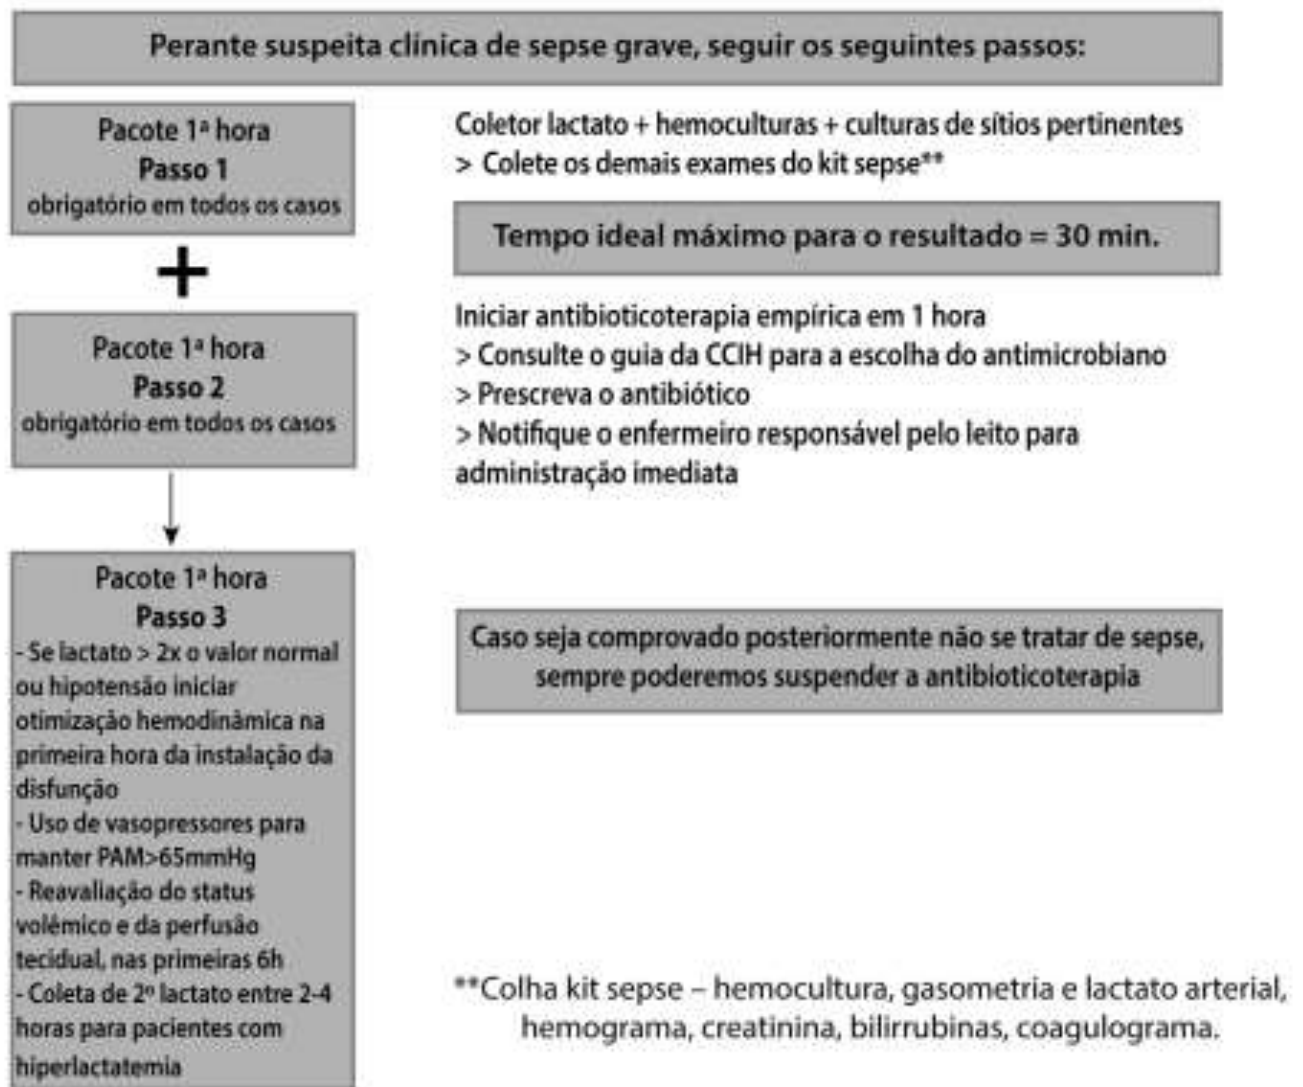 Perante suspeita clínica de sepse grave, seguir os seguintes passos:
Pacote 1ª hora
Passo 1
obrigatório em todos os casos
Coletor lactato + hemoculturas + culturas de sítios pertinentes
> Colete os demais exames do kit sepse**
Tempo ideal máximo para o resultado = 30 min.
+
Pacote 1ª hora
Passo 2
obrigatório em todos os casos
Iniciar antibioticoterapia empírica em 1 hora
> Consulte o guia da CCIH para a escolha do antimicrobiano
> Prescreva o antibiótico
> Notifique o enfermeiro responsável pelo leito para
administração imediata
Pacote 1ª hora
Passo 3
- Se lactato > 2x o valor normal
ou hipotensão iniciar
otimização hemodinâmica na
primeira hora da instalação da
disfunção
- Uso de vasopressores para
manter PAM>65mmHg
- Reavaliação do status
volêmico e da perfusão
tecidual, nas primeiras 6h
- Coleta de 2º lactato entre 2-4
horas para pacientes com
hiperlactatemia
Caso seja comprovado posteriormente não se tratar de sepse,
sempre poderemos suspender a antibioticoterapia
**Colha kit sepse – hemocultura, gasometria e lactato arterial,
hemograma, creatinina, bilirrubinas, coagulograma.